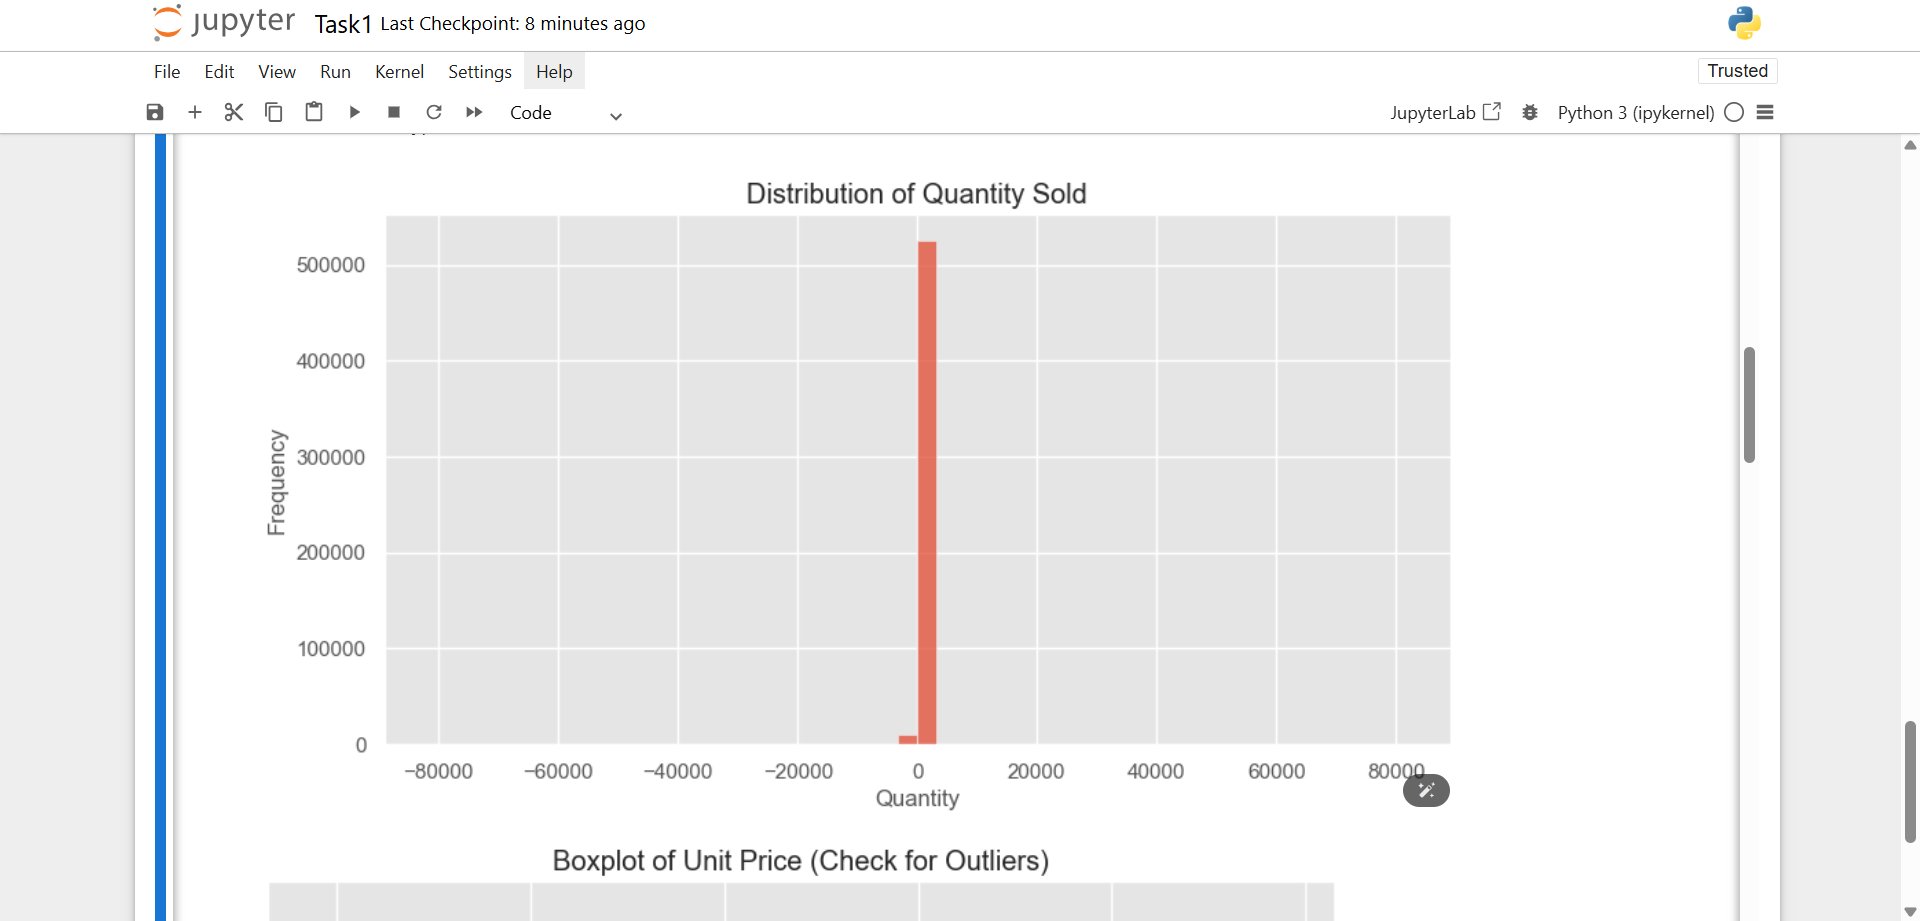 jupyter Task1 Last Checkpoint: 8 minutes ago
File Edit View Run Kernel Settings Help Trusted
Code JupyterLab Python 3 (ipykernel)
Distribution of Quantity Sold
500000
400000
300000
200000
100000
0
Frequency
−80000 −60000 −40000 −20000 0 20000 40000 60000 80000
Quantity
Boxplot of Unit Price (Check for Outliers)